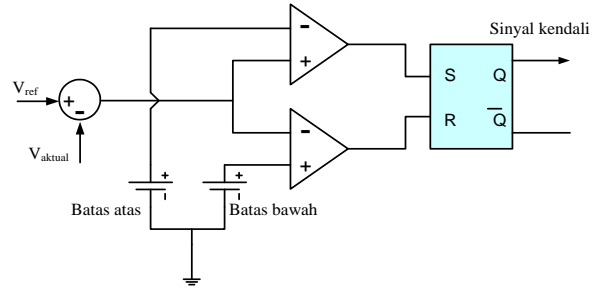 Sinyal kendali
V_ref
V_aktual
+
-
-
+
-
+
S Q
R Q̅
+
+
Batas atas
Batas bawah